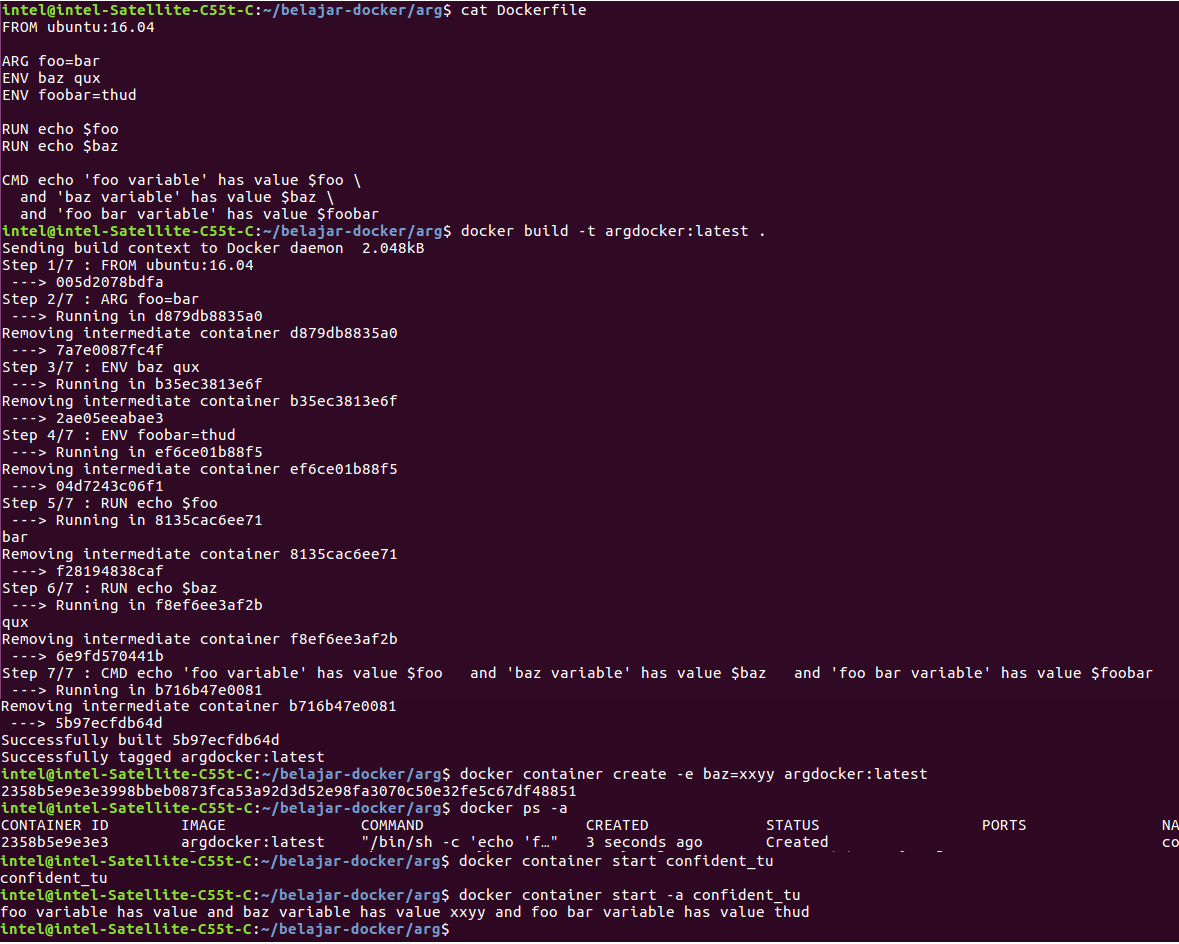 intel@intel-Satellite-C55t-C:~/belajar-docker/arg$ cat Dockerfile
FROM ubuntu:16.04
ARG foo=bar
ENV baz qux
ENV foobar=thud
RUN echo $foo
RUN echo $baz
CMD echo 'foo variable' has value $foo \
  and 'baz variable' has value $baz \
  and 'foo bar variable' has value $foobar
intel@intel-Satellite-C55t-C:~/belajar-docker/arg$ docker build -t argdocker:latest .
Sending build context to Docker daemon  2.048kB
Step 1/7 : FROM ubuntu:16.04
 ---> 005d2078bdfa
Step 2/7 : ARG foo=bar
 ---> Running in d879db8835a0
Removing intermediate container d879db8835a0
 ---> 7a7e0087fc4f
Step 3/7 : ENV baz qux
 ---> Running in b35ec3813e6f
Removing intermediate container b35ec3813e6f
 ---> 2ae05eeabae3
Step 4/7 : ENV foobar=thud
 ---> Running in ef6ce01b88f5
Removing intermediate container ef6ce01b88f5
 ---> 04d7243c06f1
Step 5/7 : RUN echo $foo
 ---> Running in 8135cac6ee71
bar
Removing intermediate container 8135cac6ee71
 ---> f28194838caf
Step 6/7 : RUN echo $baz
 ---> Running in f8ef6ee3af2b
qux
Removing intermediate container f8ef6ee3af2b
 ---> 6e9fd570441b
Step 7/7 : CMD echo 'foo variable' has value $foo   and 'baz variable' has value $baz   and 'foo bar variable' has value $foobar
 ---> Running in b716b47e0081
Removing intermediate container b716b47e0081
 ---> 5b97ecfdb64d
Successfully built 5b97ecfdb64d
Successfully tagged argdocker:latest
intel@intel-Satellite-C55t-C:~/belajar-docker/arg$ docker container create -e baz=xxyy argdocker:latest
2358b5e9e3e3998bbeb0873fca53a92d3d52e98fa3070c50e32fe5c67df48851
intel@intel-Satellite-C55t-C:~/belajar-docker/arg$ docker ps -a
CONTAINER ID        IMAGE               COMMAND                  CREATED             STATUS              PORTS               NA
2358b5e9e3e3        argdocker:latest    "/bin/sh -c 'echo 'f…"   3 seconds ago       Created                                 co
intel@intel-Satellite-C55t-C:~/belajar-docker/arg$ docker container start confident_tu
confident_tu
intel@intel-Satellite-C55t-C:~/belajar-docker/arg$ docker container start -a confident_tu
foo variable has value and baz variable has value xxyy and foo bar variable has value thud
intel@intel-Satellite-C55t-C:~/belajar-docker/arg$